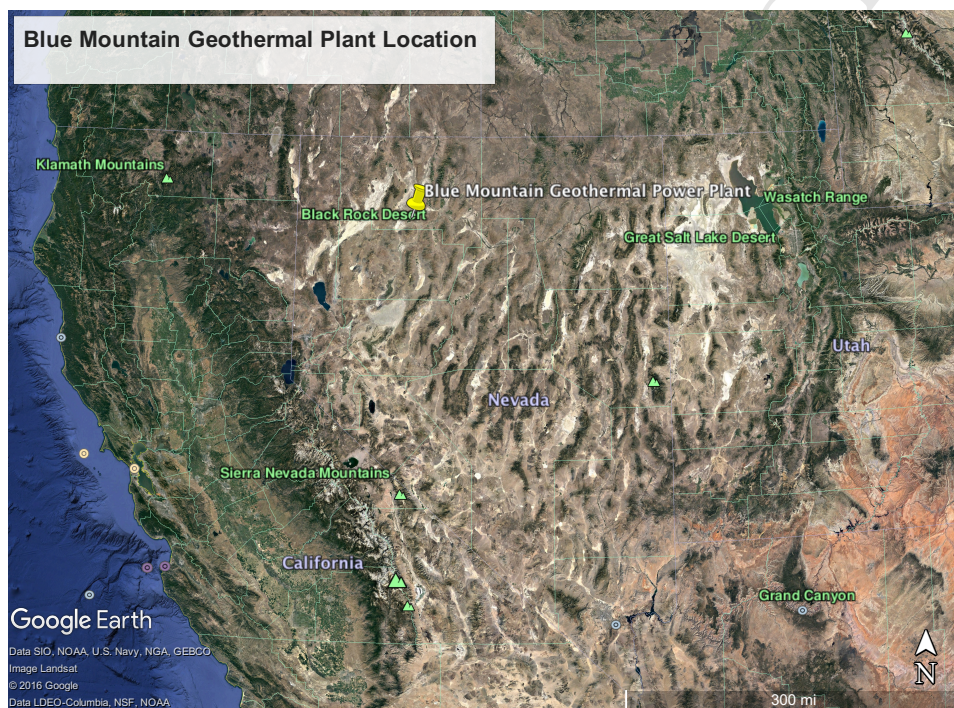 Blue Mountain Geothermal Plant Location
Klamath Mountains
Blue Mountain Geothermal Power Plant
Wasatch Range
Black Rock Desert
Great Salt Lake Desert
Utah
Nevada
Sierra Nevada Mountains
California
Grand Canyon
Google Earth
Data SIO, NOAA, U.S. Navy, NGA, GEBCO
Image Landsat
© 2016 Google
Data LDEO-Columbia, NSF, NOAA
N
300 mi